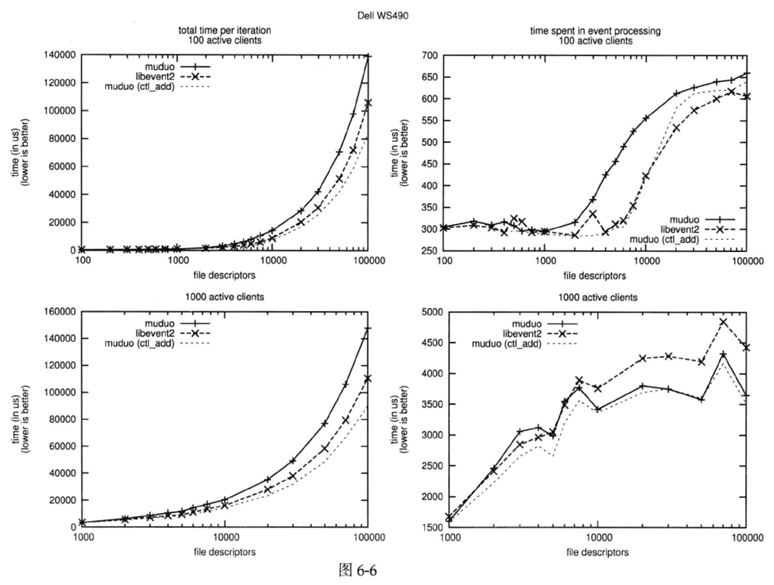 Dell WS490
total time per iteration
100 active clients
140000
120000
100000
80000
60000
40000
20000
0
time (in us)
(lower is better)
muduo
libevent2
muduo (ctl_add)
100
1000
10000
100000
file descriptors
time spent in event processing
100 active clients
700
650
600
550
500
450
400
350
300
250
time (in us)
(lower is better)
muduo
libevent2
muduo (ctl_add)
100
1000
10000
100000
file descriptors
1000 active clients
160000
140000
120000
100000
80000
60000
40000
20000
0
time (in us)
(lower is better)
muduo
libevent2
muduo (ctl_add)
1000
10000
100000
file descriptors
1000 active clients
5000
4500
4000
3500
3000
2500
2000
1500
time (in us)
(lower is better)
muduo
libevent2
muduo (ctl_add)
1000
10000
100000
file descriptors
图 6-6